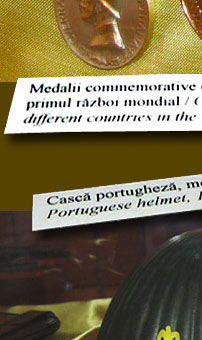 Medalii commemorative
primul război mondial /
different countries in the
Cască portugheză,
Portuguese helmet,